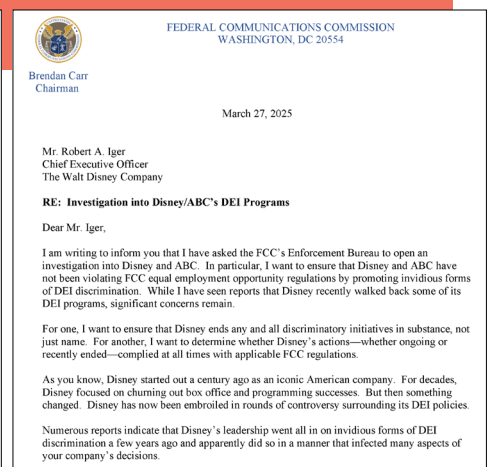 FEDERAL COMMUNICATIONS COMMISSION
WASHINGTON, DC 20554
Brendan Carr
Chairman
March 27, 2025
Mr. Robert A. Iger
Chief Executive Officer
The Walt Disney Company
RE: Investigation into Disney/ABC's DEI Programs
Dear Mr. Iger,
I am writing to inform you that I have asked the FCC's Enforcement Bureau to open an
investigation into Disney and ABC. In particular, I want to ensure that Disney and ABC have
not been violating FCC equal employment opportunity regulations by promoting invidious forms
of DEI discrimination. While I have seen reports that Disney recently walked back some of its
DEI programs, significant concerns remain.
For one, I want to ensure that Disney ends any and all discriminatory initiatives in substance, not
just name. For another, I want to determine whether Disney's actions—whether ongoing or
recently ended—complied at all times with applicable FCC regulations.
As you know, Disney started out a century ago as an iconic American company. For decades,
Disney focused on churning out box office and programming successes. But then something
changed. Disney has now been embroiled in rounds of controversy surrounding its DEI policies.
Numerous reports indicate that Disney's leadership went all in on invidious forms of DEI
discrimination a few years ago and apparently did so in a manner that infected many aspects of
your company's decisions.